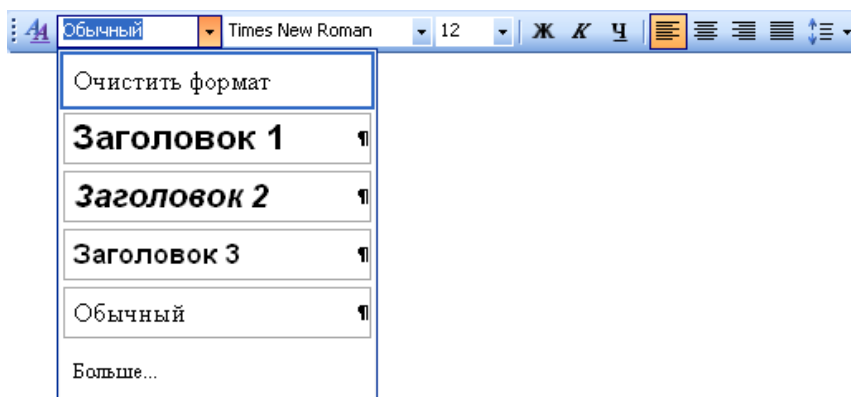 Обычный Times New Roman 12 Ж К Ч
Очистить формат
Заголовок 1 ¶
Заголовок 2 ¶
Заголовок 3 ¶
Обычный ¶
Больше...